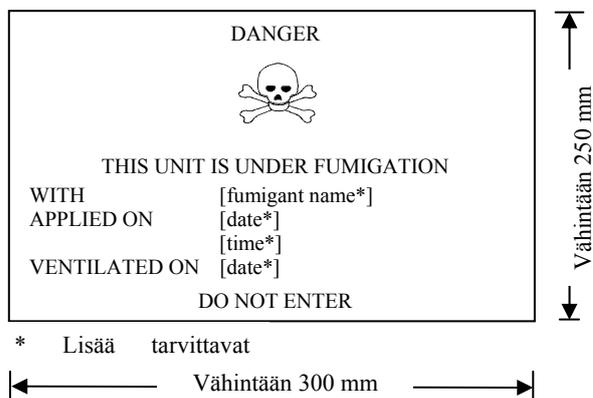 DANGER
THIS UNIT IS UNDER FUMIGATION
WITH [fumigant name*]
APPLIED ON [date*]
[time*]
VENTILATED ON [date*]
DO NOT ENTER
Vähintään 250 mm
* Lisää tarvittavat
Vähintään 300 mm